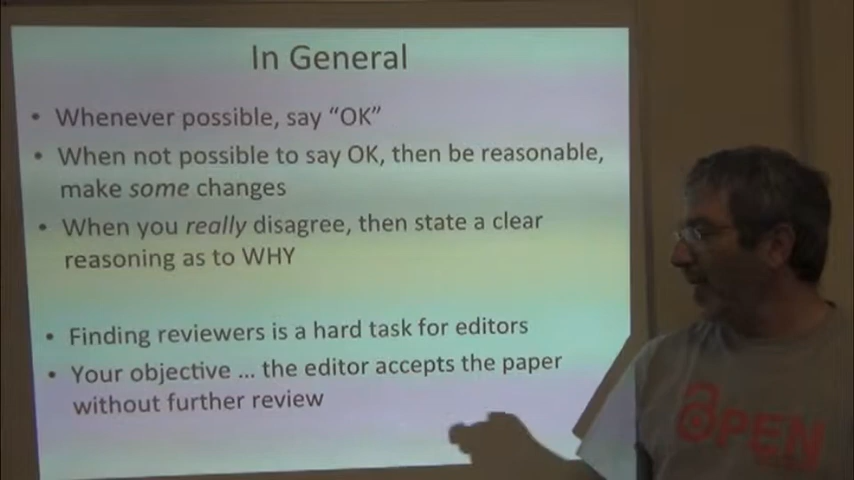 In General
• Whenever possible, say “OK”
• When not possible to say OK, then be reasonable,
make some changes
• When you really disagree, then state a clear
reasoning as to WHY
• Finding reviewers is a hard task for editors
• Your objective ... the editor accepts the paper
without further review
OPEN